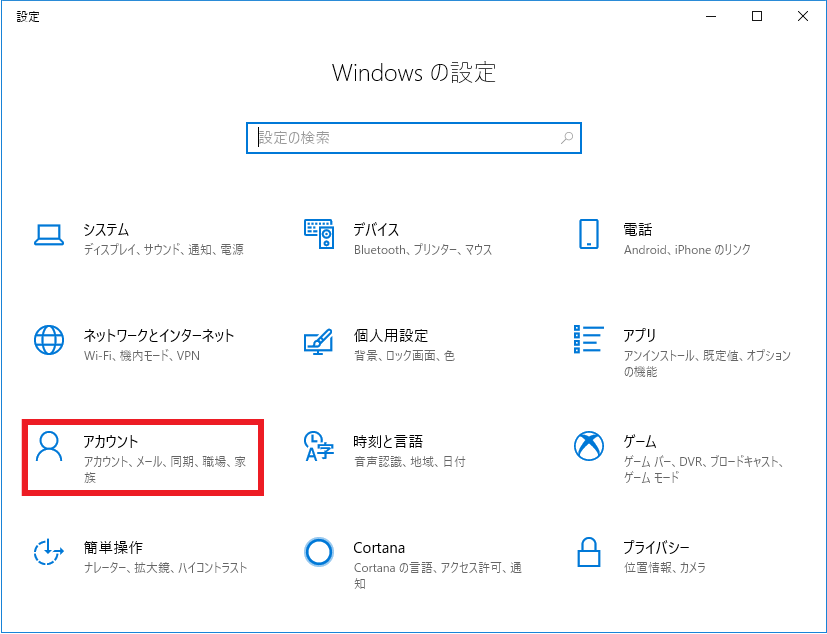 設定
Windows の設定
設定の検索
システム
ディスプレイ、サウンド、通知、電源
デバイス
Bluetooth、プリンター、マウス
電話
Android、iPhone のリンク
ネットワークとインターネット
Wi-Fi、機内モード、VPN
個人用設定
背景、ロック画面、色
アプリ
アンインストール、既定値、オプション
の機能
アカウント
アカウント、メール、同期、職場、家
族
時刻と言語
音声認識、地域、日付
ゲーム
ゲーム バー、DVR、ブロードキャスト、
ゲーム モード
簡単操作
ナレーター、拡大鏡、ハイコントラスト
Cortana
Cortana の言語、アクセス許可、通
知
プライバシー
位置情報、カメラ